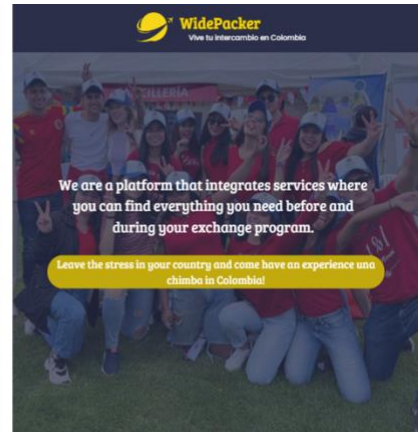 WidePacker
Vive tu intercambio en Colombia
CILLERÍA
We are a platform that integrates services where
you can find everything you need before and
during your exchange program.
Leave the stress in your country and come have an experience una
chimba in Colombia!